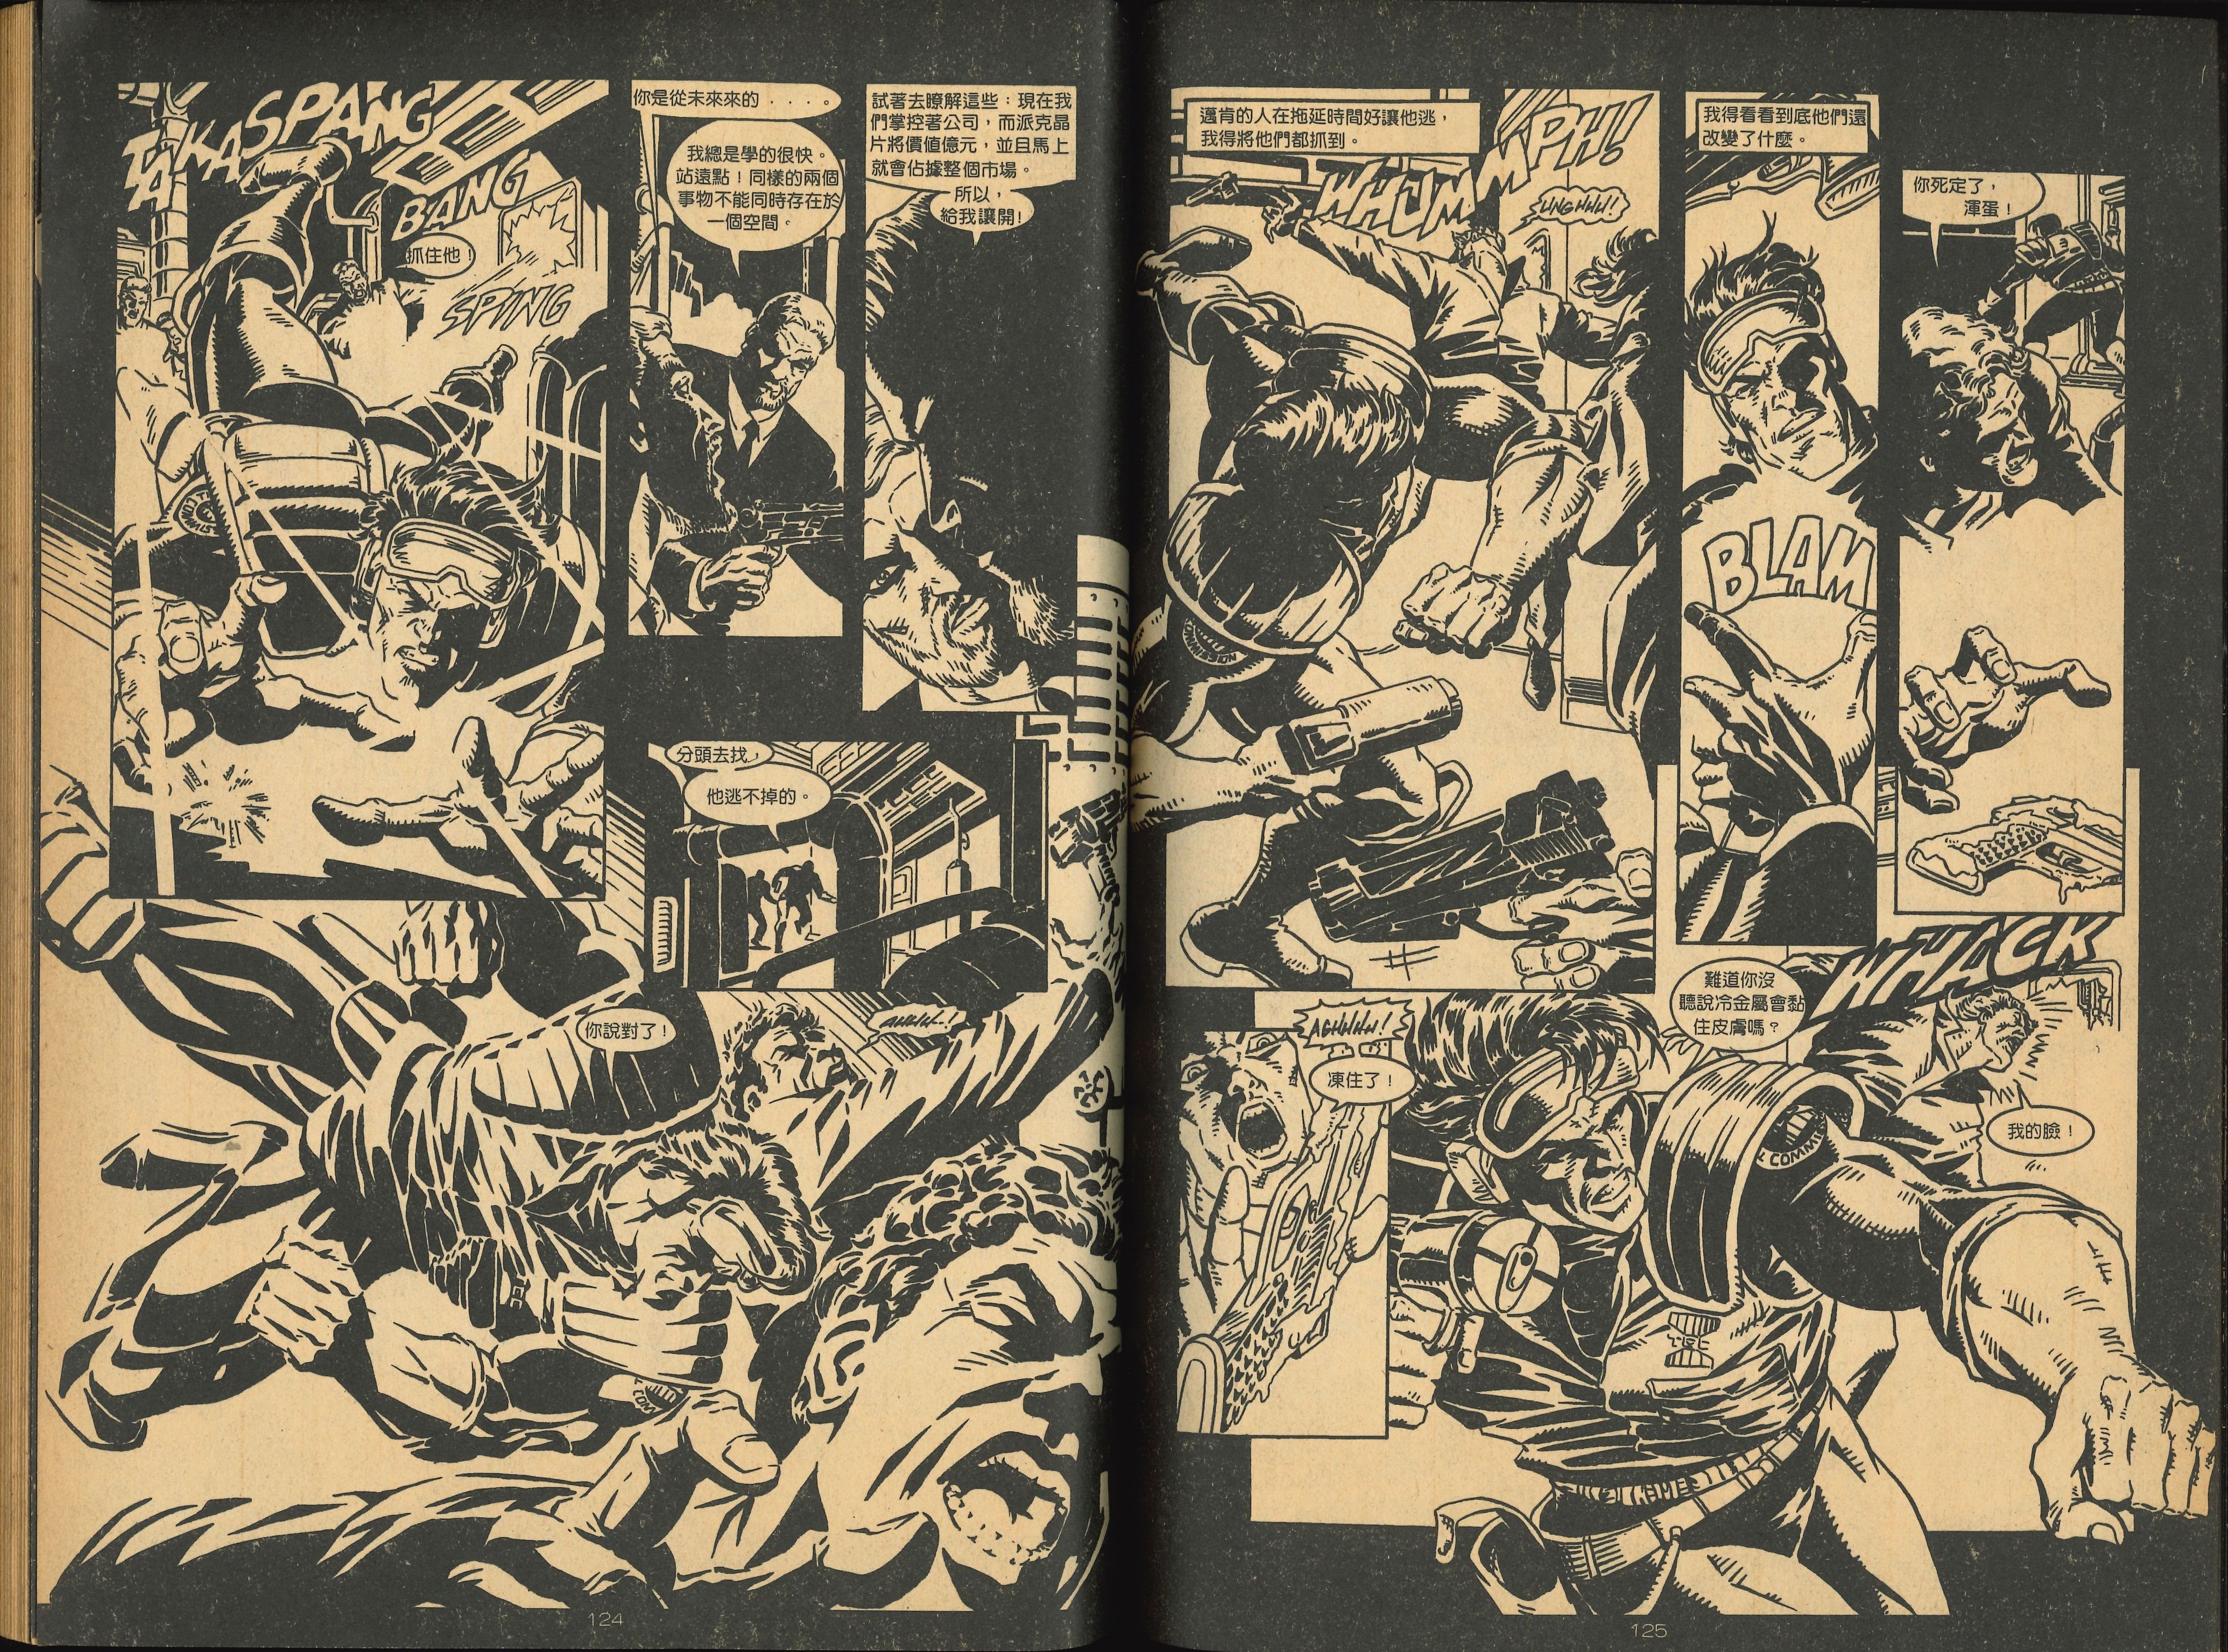 TAKASPANG
BANG
抓住他！
SPING
你是從未來來的....。
我總是學的很快。
站遠點！同樣的兩個
事物不能同時存在於
一個空間。
試著去瞭解這些：現在我
們掌控著公司，而派克晶
片將價值億元，並且馬上
就會佔據整個市場。
所以，
給我讓開！
分頭去找，
他逃不掉的。
你說對了！
AHHHH--!
124
邁肯的人在拖延時間好讓他逃，
我得將他們都抓到。
WHUMMMPH!
UNGHHH!
MISSION
我得看看到底他們還
改變了什麼。
BLAM
你死定了，
渾蛋！
AGHHHH!
凍住了！
難道你沒
聽說冷金屬會黏
住皮膚嗎？
WHACK
我的臉！
COMMI
TEC
125